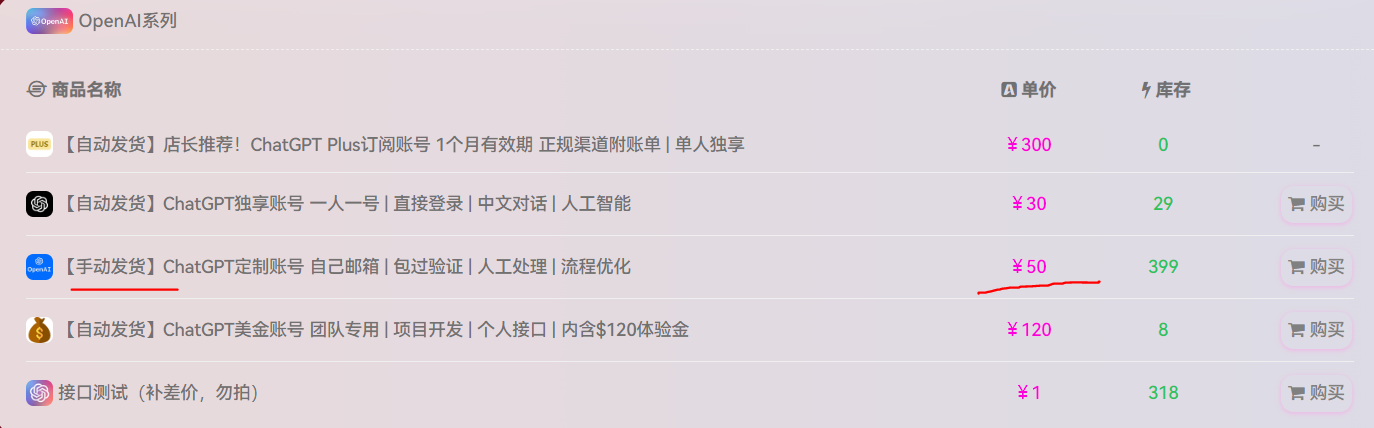 OpenAI OpenAI系列
商品名称 单价 库存
PLUS 【自动发货】店长推荐！ChatGPT Plus订阅账号 1个月有效期 正规渠道附账单 | 单人独享 ￥300 0 -
【自动发货】ChatGPT独享账号 一人一号 | 直接登录 | 中文对话 | 人工智能 ￥30 29 购买
OpenAI 【手动发货】ChatGPT定制账号 自己邮箱 | 包过验证 | 人工处理 | 流程优化 ￥50 399 购买
【自动发货】ChatGPT美金账号 团队专用 | 项目开发 | 个人接口 | 内含$120体验金 ￥120 8 购买
接口测试（补差价，勿拍） ￥1 318 购买